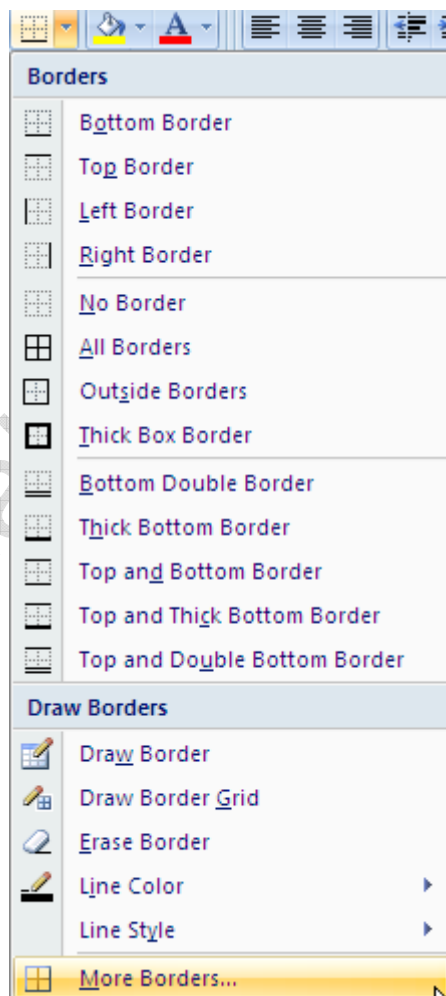 A
Borders
Bottom Border
Top Border
Left Border
Right Border
No Border
All Borders
Outside Borders
Thick Box Border
Bottom Double Border
Thick Bottom Border
Top and Bottom Border
Top and Thick Bottom Border
Top and Double Bottom Border
Draw Borders
Draw Border
Draw Border Grid
Erase Border
Line Color
Line Style
More Borders...